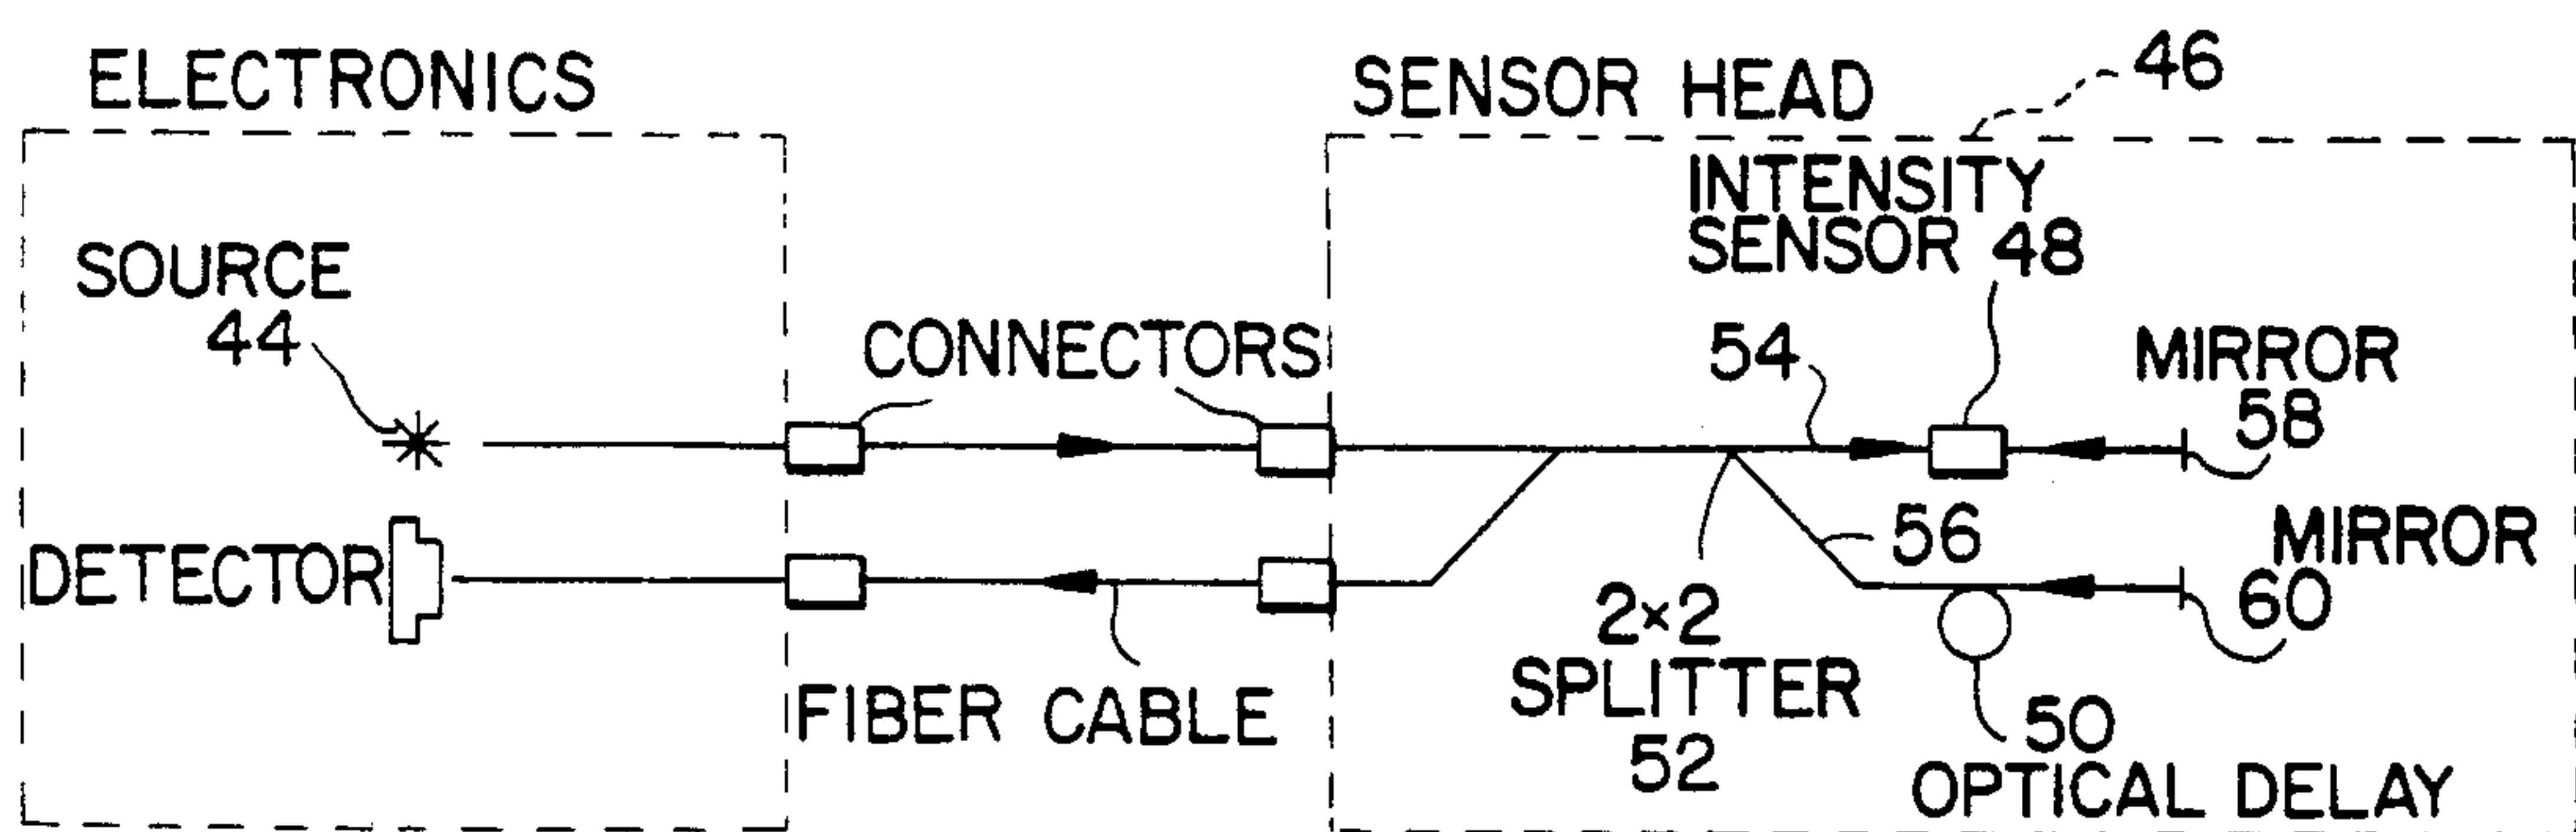 ELECTRONICS
SENSOR HEAD
46
INTENSITY
SENSOR 48
SOURCE
44
CONNECTORS
54
MIRROR
58
DETECTOR
56
MIRROR
60
2×2
SPLITTER
52
FIBER CABLE
50
OPTICAL DELAY